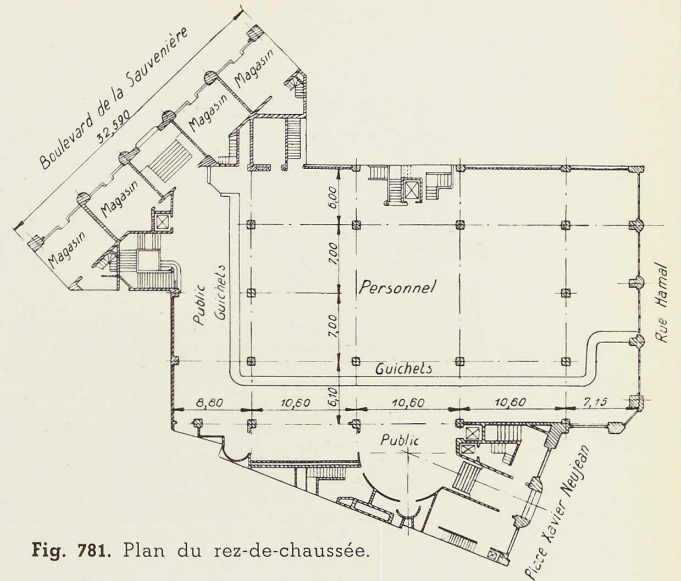 Boulevard de la Sauvenière
32,590
Magasin
Magasin
Magasin
Magasin
Public
Guichets
6,00
7,00
7,00
6,10
Personnel
Guichets
8,80
10,60
10,60
10,60
7,15
Public
Rue Hamal
Place Xavier Neujean
Fig. 781. Plan du rez-de-chaussée.